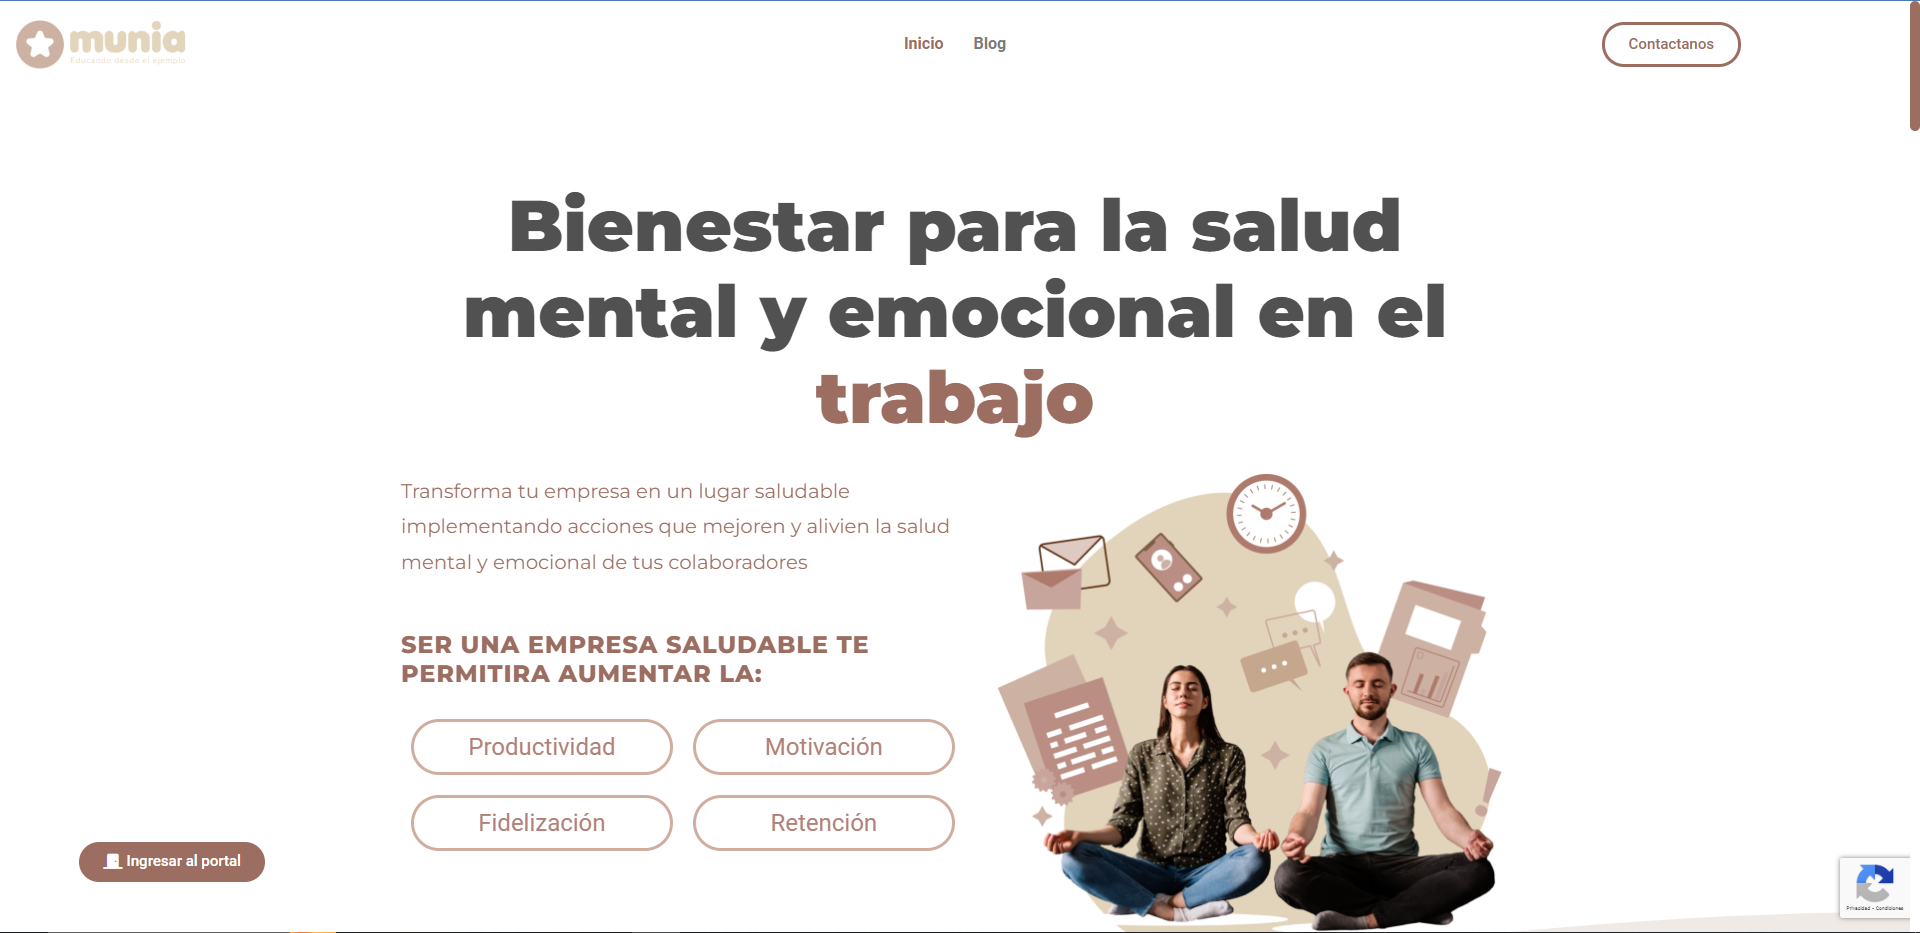 munia
Educando desde el ejemplo
Inicio
Blog
Contactanos
Bienestar para la salud
mental y emocional en el
trabajo
Transforma tu empresa en un lugar saludable
implementando acciones que mejoren y alivien la salud
mental y emocional de tus colaboradores
SER UNA EMPRESA SALUDABLE TE
PERMITIRA AUMENTAR LA:
Productividad
Motivación
Fidelización
Retención
Ingresar al portal
Privacidad - Condiciones